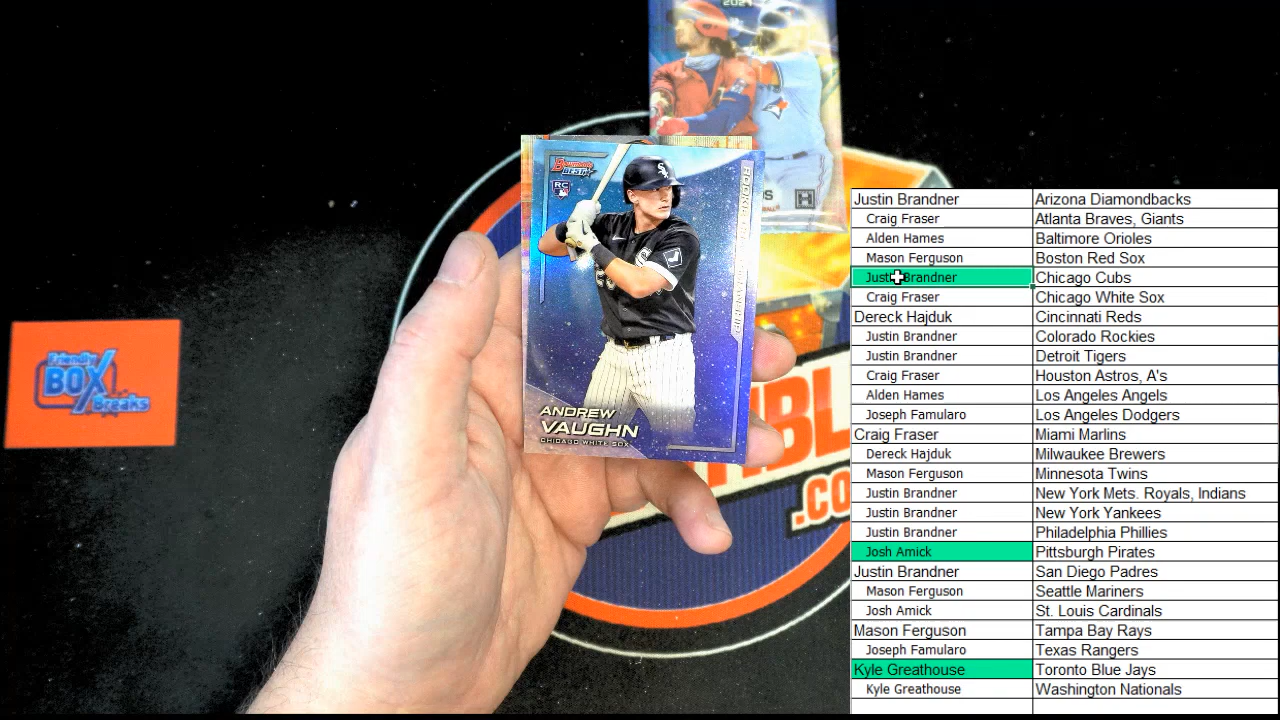 2021
Bowman's
BEST
RC
ANDREW
VAUGHN
CHICAGO WHITE SOX
Friendly
BOX
Breaks
.CO
Justin Brandner Arizona Diamondbacks
Craig Fraser Atlanta Braves, Giants
Alden Hames Baltimore Orioles
Mason Ferguson Boston Red Sox
Justin Brandner Chicago Cubs
Craig Fraser Chicago White Sox
Dereck Hajduk Cincinnati Reds
Justin Brandner Colorado Rockies
Justin Brandner Detroit Tigers
Craig Fraser Houston Astros, A's
Alden Hames Los Angeles Angels
Joseph Famularo Los Angeles Dodgers
Craig Fraser Miami Marlins
Dereck Hajduk Milwaukee Brewers
Mason Ferguson Minnesota Twins
Justin Brandner New York Mets. Royals, Indians
Justin Brandner New York Yankees
Justin Brandner Philadelphia Phillies
Josh Amick Pittsburgh Pirates
Justin Brandner San Diego Padres
Mason Ferguson Seattle Mariners
Josh Amick St. Louis Cardinals
Mason Ferguson Tampa Bay Rays
Joseph Famularo Texas Rangers
Kyle Greathouse Toronto Blue Jays
Kyle Greathouse Washington Nationals